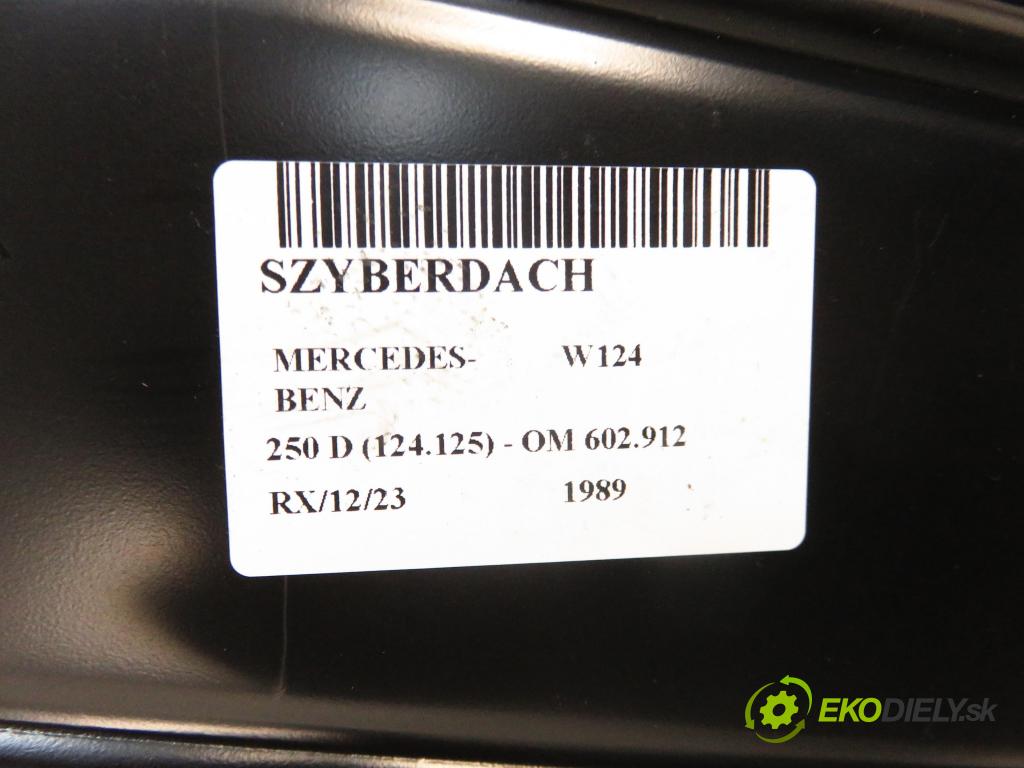 SZYBERDACH
MERCEDES- W124
BENZ
250 D (124.125) - OM 602.912
RX/12/23 1989
EKODIELY.sk